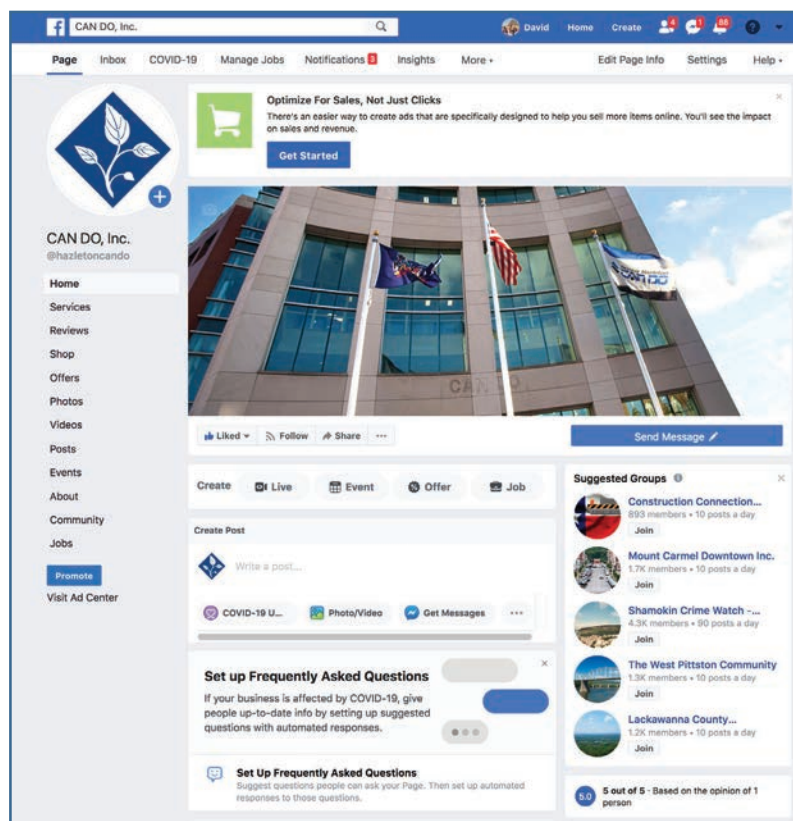 CAN DO, Inc.
David Home Create 4 1 86
Page Inbox COVID-19 Manage Jobs Notifications 3 Insights More Edit Page Info Settings Help
Optimize For Sales, Not Just Clicks
There's an easier way to create ads that are specifically designed to help you sell more items online. You'll see the impact
on sales and revenue.
Get Started
CAN DO, Inc.
@hazletoncando
Home
Services
Reviews
Shop
Offers
Photos
Videos
Posts
Events
About
Community
Jobs
Promote
Visit Ad Center
CAN DO
CAN DO
Liked Follow Share ...
Send Message
Create Live Event Offer Job
Create Post
Write a post...
COVID-19 U... Photo/Video Get Messages ...
Set up Frequently Asked Questions
If your business is affected by COVID-19, give
people up-to-date info by setting up suggested
questions with automated responses.
Set Up Frequently Asked Questions
Suggest questions people can ask your Page. Then set up automated
responses to those questions.
Suggested Groups
Construction Connection...
893 members • 10 posts a day
Join
Mount Carmel Downtown Inc.
1.7K members • 10 posts a day
Join
Shamokin Crime Watch -...
4.3K members • 90 posts a day
Join
The West Pittston Community
1.3K members • 10 posts a day
Join
Lackawanna County...
1.2K members • 10 posts a day
Join
5.0
5 out of 5 - Based on the opinion of 1
person